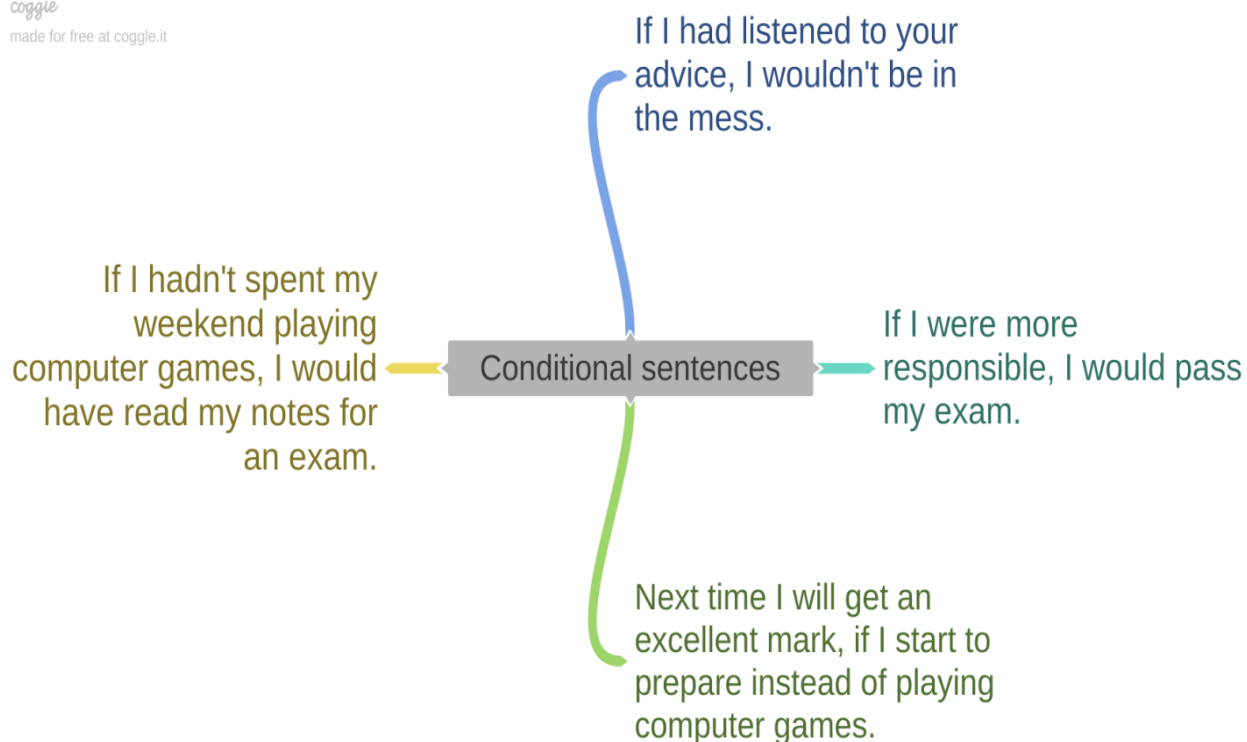 coggle
made for free at coggle.it
If I had listened to your
advice, I wouldn't be in
the mess.
If I hadn't spent my
weekend playing
computer games, I would
have read my notes for
an exam.
Conditional sentences
If I were more
responsible, I would pass
my exam.
Next time I will get an
excellent mark, if I start to
prepare instead of playing
computer games.